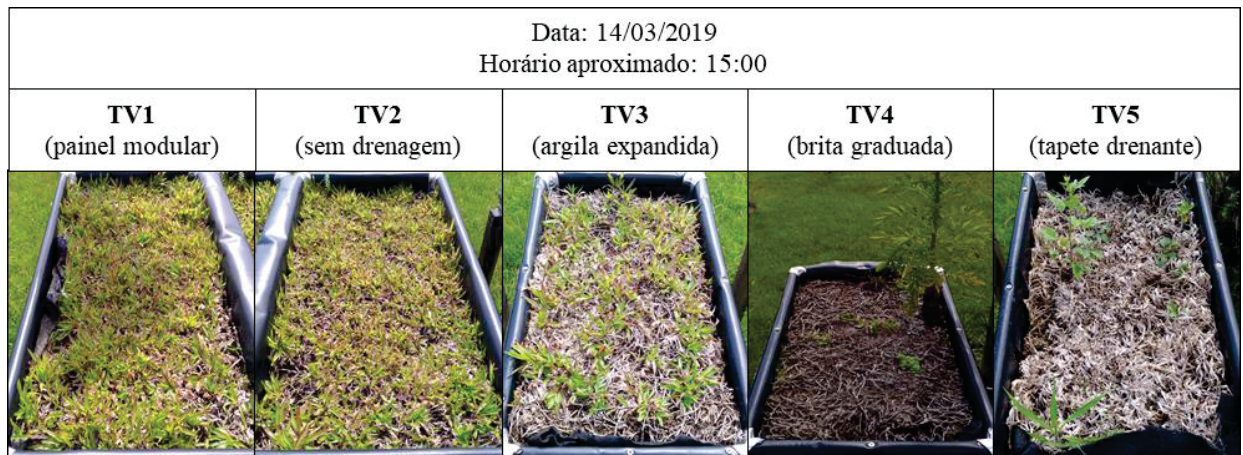 Data: 14/03/2019
Horário aproximado: 15:00
TV1
(painel modular)
TV2
(sem drenagem)
TV3
(argila expandida)
TV4
(brita graduada)
TV5
(tapete drenante)